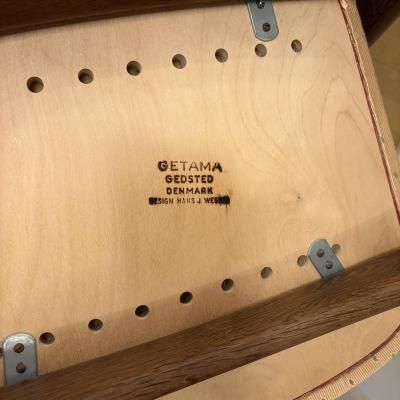 GETAMA
GEDSTED
DENMARK
DESIGN HANS J. WEGNER